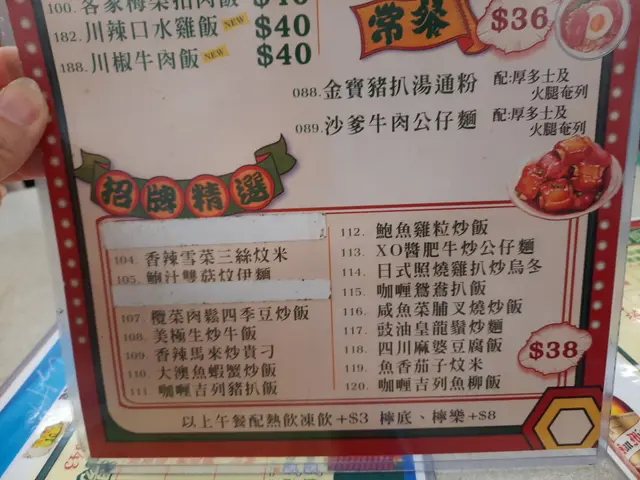 100. 客家梅菜扣肉飯 $40
182. 川辣口水雞飯 NEW $40
188. 川椒牛肉飯 NEW $40
常餐 $36
088. 金寶豬扒湯通粉 配:厚多士及
火腿奄列
089. 沙爹牛肉公仔麵 配:厚多士及
火腿奄列
招牌精選
104. 香辣雪菜三絲炆米
105. 鮑汁雙菇炆伊麵
107. 欖菜肉鬆四季豆炒飯
108. 美極生炒牛飯
109. 香辣馬來炒貴刁
110. 大澳魚蝦蟹炒飯
111. 咖喱吉列豬扒飯
112. 鮑魚雞粒炒飯
113. XO醬肥牛炒公仔麵
114. 日式照燒雞扒炒烏冬
115. 咖喱鴛鴦扒飯
116. 咸魚菜脯叉燒炒飯
117. 豉油皇龍鬚炒麵
118. 四川麻婆豆腐飯
119. 魚香茄子炆米
120. 咖喱吉列魚柳飯
$38
以上午餐配熱飲凍飲+$3 檸底、檸樂+$8